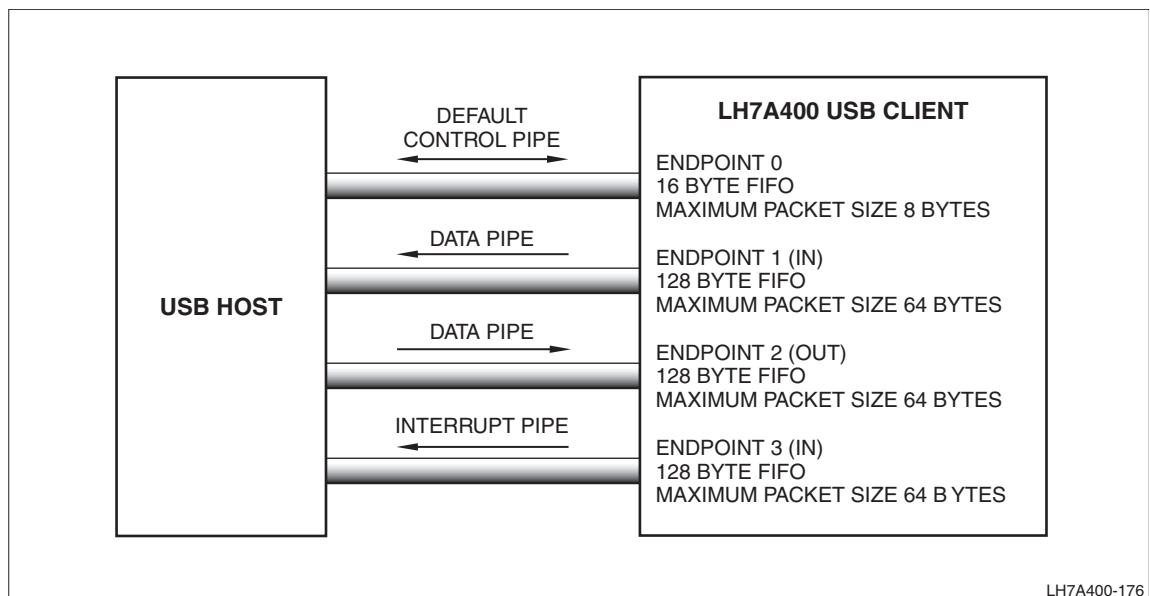 USB HOST
DEFAULT
CONTROL PIPE
DATA PIPE
DATA PIPE
INTERRUPT PIPE
LH7A400 USB CLIENT
ENDPOINT 0
16 BYTE FIFO
MAXIMUM PACKET SIZE 8 BYTES
ENDPOINT 1 (IN)
128 BYTE FIFO
MAXIMUM PACKET SIZE 64 BYTES
ENDPOINT 2 (OUT)
128 BYTE FIFO
MAXIMUM PACKET SIZE 64 BYTES
ENDPOINT 3 (IN)
128 BYTE FIFO
MAXIMUM PACKET SIZE 64 B YTES
LH7A400-176